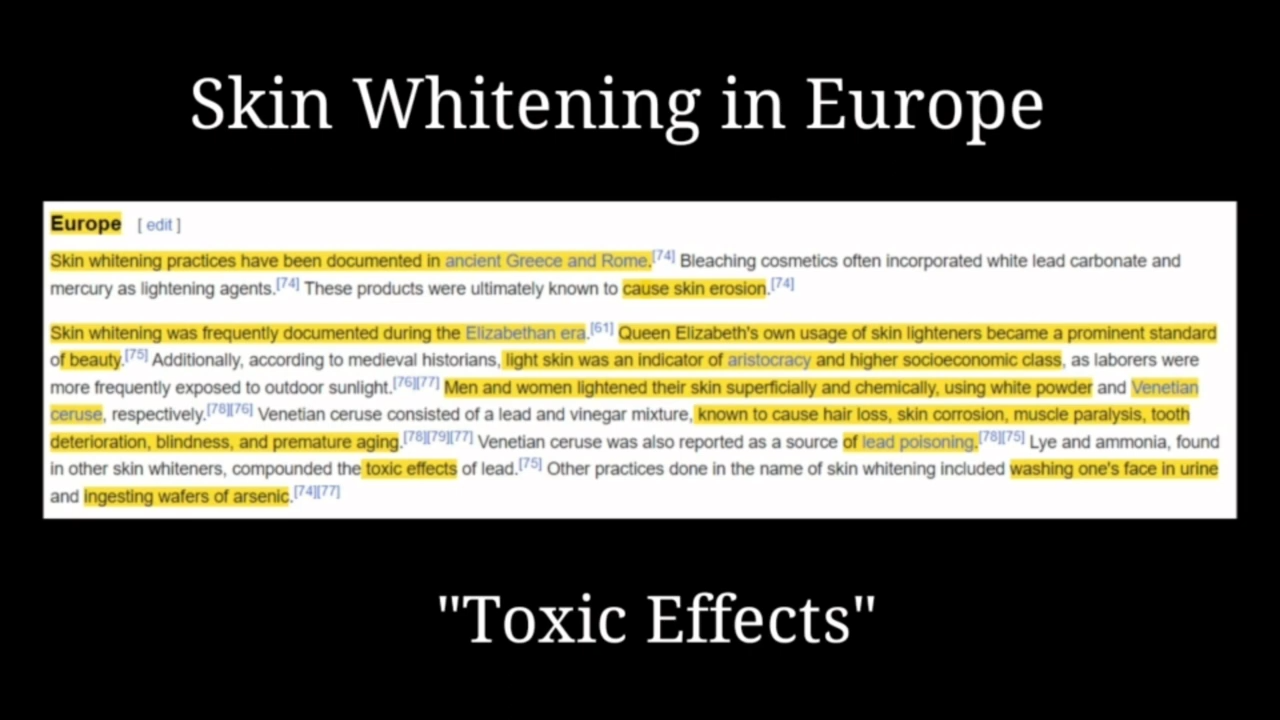 Skin Whitening in Europe
Europe [ edit ]
Skin whitening practices have been documented in ancient Greece and Rome.[74] Bleaching cosmetics often incorporated white lead carbonate and
mercury as lightening agents.[74] These products were ultimately known to cause skin erosion.[74]
Skin whitening was frequently documented during the Elizabethan era.[61] Queen Elizabeth's own usage of skin lighteners became a prominent standard
of beauty.[75] Additionally, according to medieval historians, light skin was an indicator of aristocracy and higher socioeconomic class, as laborers were
more frequently exposed to outdoor sunlight.[76][77] Men and women lightened their skin superficially and chemically, using white powder and Venetian
ceruse, respectively.[78][76] Venetian ceruse consisted of a lead and vinegar mixture, known to cause hair loss, skin corrosion, muscle paralysis, tooth
deterioration, blindness, and premature aging.[78][79][77] Venetian ceruse was also reported as a source of lead poisoning.[78][75] Lye and ammonia, found
in other skin whiteners, compounded the toxic effects of lead.[75] Other practices done in the name of skin whitening included washing one's face in urine
and ingesting wafers of arsenic.[74][77]
"Toxic Effects"